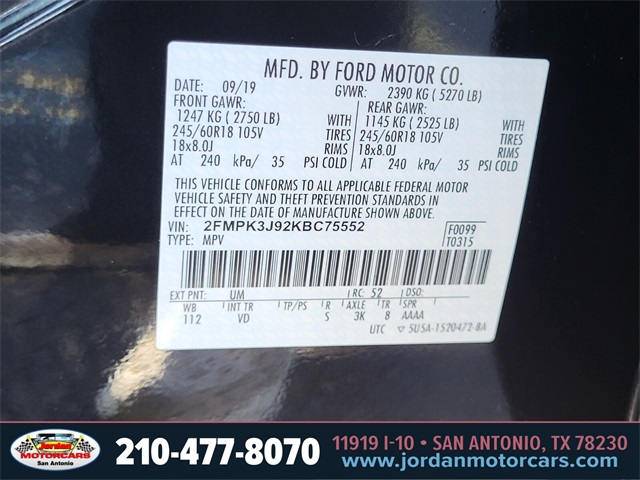 MFD. BY FORD MOTOR CO.
DATE: 09/19 GVWR: 2390 KG ( 5270 LB)
FRONT GAWR: REAR GAWR:
1247 KG ( 2750 LB) WITH 1145 KG ( 2525 LB) WITH
245/60R18 105V TIRES 245/60R18 105V TIRES
18x8.0J RIMS 18x8.0J RIMS
AT 240 kPa/ 35 PSI COLD AT 240 kPa/ 35 PSI COLD
THIS VEHICLE CONFORMS TO ALL APPLICABLE FEDERAL MOTOR
VEHICLE SAFETY AND THEFT PREVENTION STANDARDS IN
EFFECT ON THE DATE OF MANUFACTURE SHOWN ABOVE.
VIN: 2FMPK3J92KBC75552 F0099
TYPE: MPV T0315
EXT PNT: UM RC: 52 DSO:
WB INT TR TP/PS R AXLE TR SPR
112 VD S 3K 8 AAAA
UTC ▽ 5U5A-1520472-BA
Jordan
MOTORCARS
San Antonio
210-477-8070
11919 I-10 • SAN ANTONIO, TX 78230
www.jordanmotorcars.com